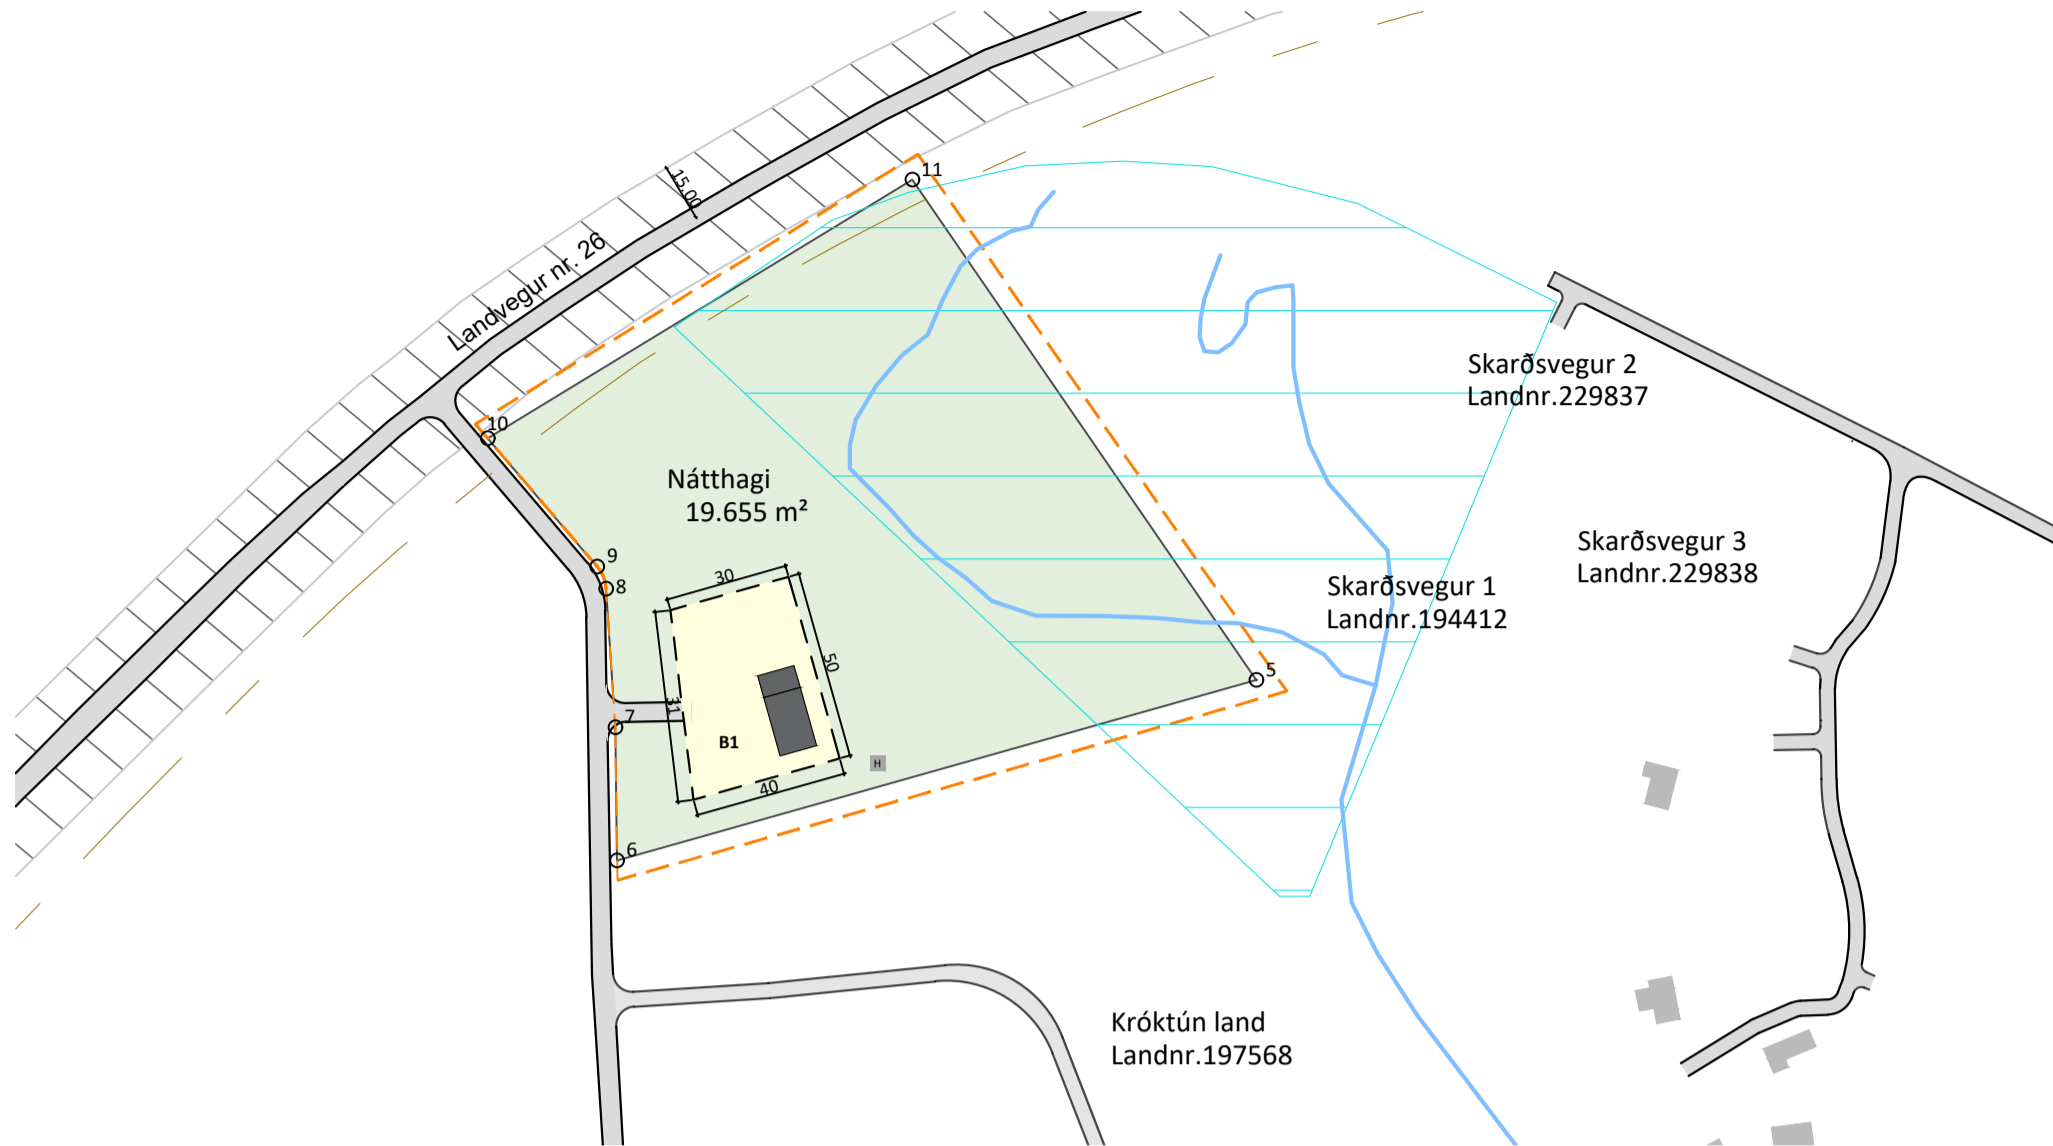 11
15,00
Landvegur nr. 26
10
Skarðsvegur 2
Landnr.229837
Nátthagi
19.655 m²
9
8
30
Skarðsvegur 3
Landnr.229838
Skarðsvegur 1
Landnr.194412
50
5
31
7
B1
H
40
6
Króktún land
Landnr.197568